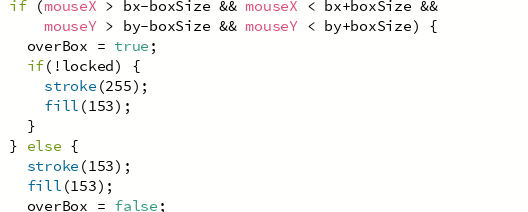 if (mouseX > bx-boxSize && mouseX < bx+boxSize &&
mouseY > by-boxSize && mouseY < by+boxSize) {
overBox = true;
if(!locked) {
stroke(255);
fill(153);
}
} else {
stroke(153);
fill(153);
overBox = false;